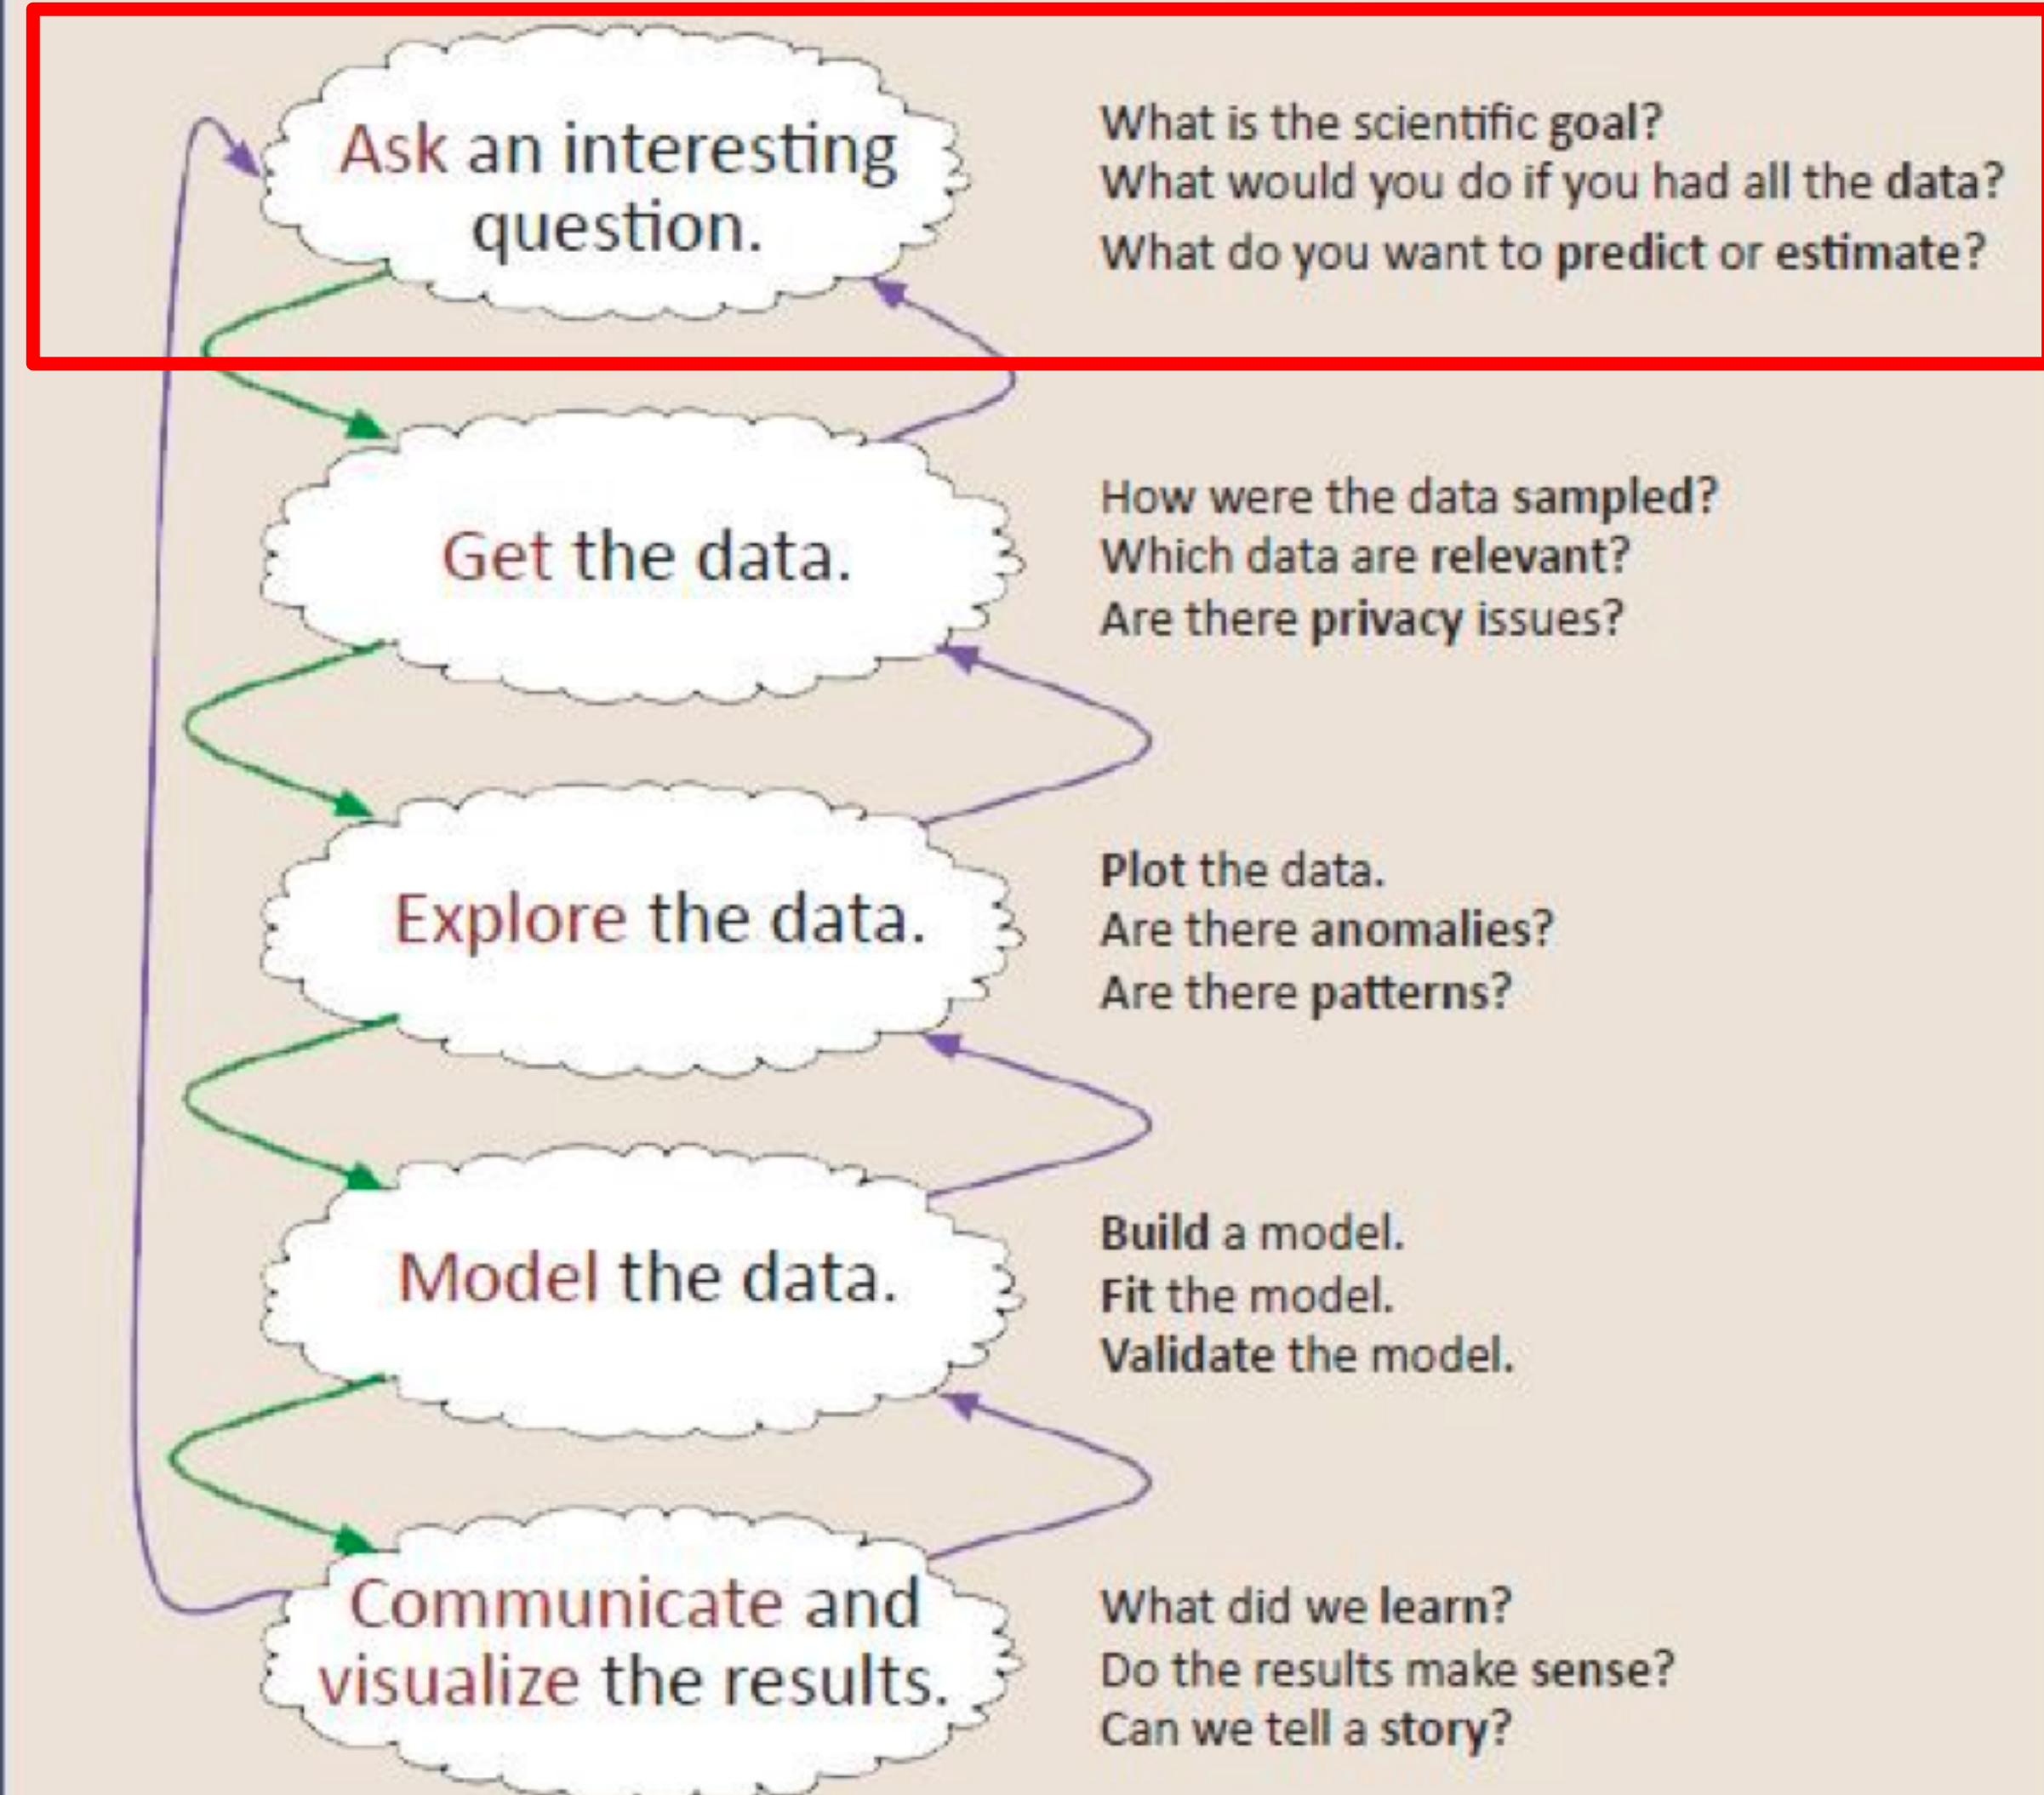 Ask an interesting
question.
What is the scientific goal?
What would you do if you had all the data?
What do you want to predict or estimate?
Get the data.
How were the data sampled?
Which data are relevant?
Are there privacy issues?
Explore the data.
Plot the data.
Are there anomalies?
Are there patterns?
Model the data.
Build a model.
Fit the model.
Validate the model.
Communicate and
visualize the results.
What did we learn?
Do the results make sense?
Can we tell a story?